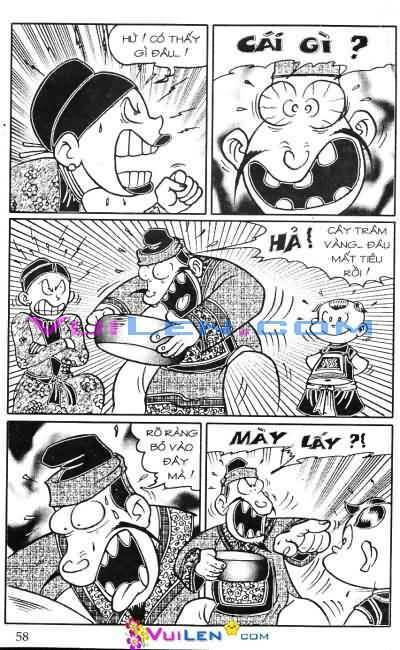 HỨ! CÓ THẤY
GÌ ĐÂU..!
CÁI GÌ?
HẢ!
CÂY TRÂM
VÀNG... ĐÂU
MẤT TIÊU
RỒI!
VUILEN.COM
RÕ RÀNG
BỎ VÀO
ĐÂY
MÀ!
MÀY LẤY?!
58
VUILEN.COM